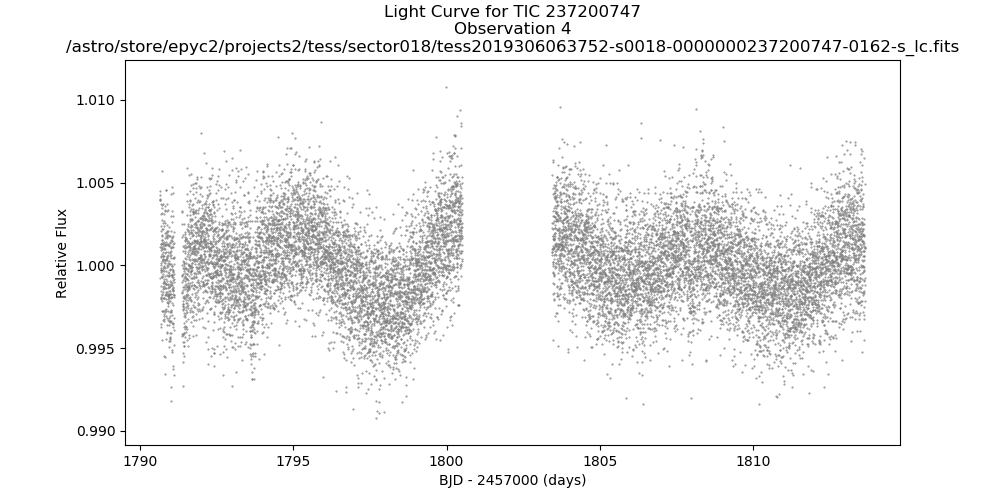 Light Curve for TIC 237200747
Observation 4
/astro/store/epyc2/projects2/tess/sector018/tess2019306063752-s0018-0000000237200747-0162-s_lc.fits
1.010
1.005
1.000
0.995
0.990
Relative Flux
1790 1795 1800 1805 1810
BJD - 2457000 (days)